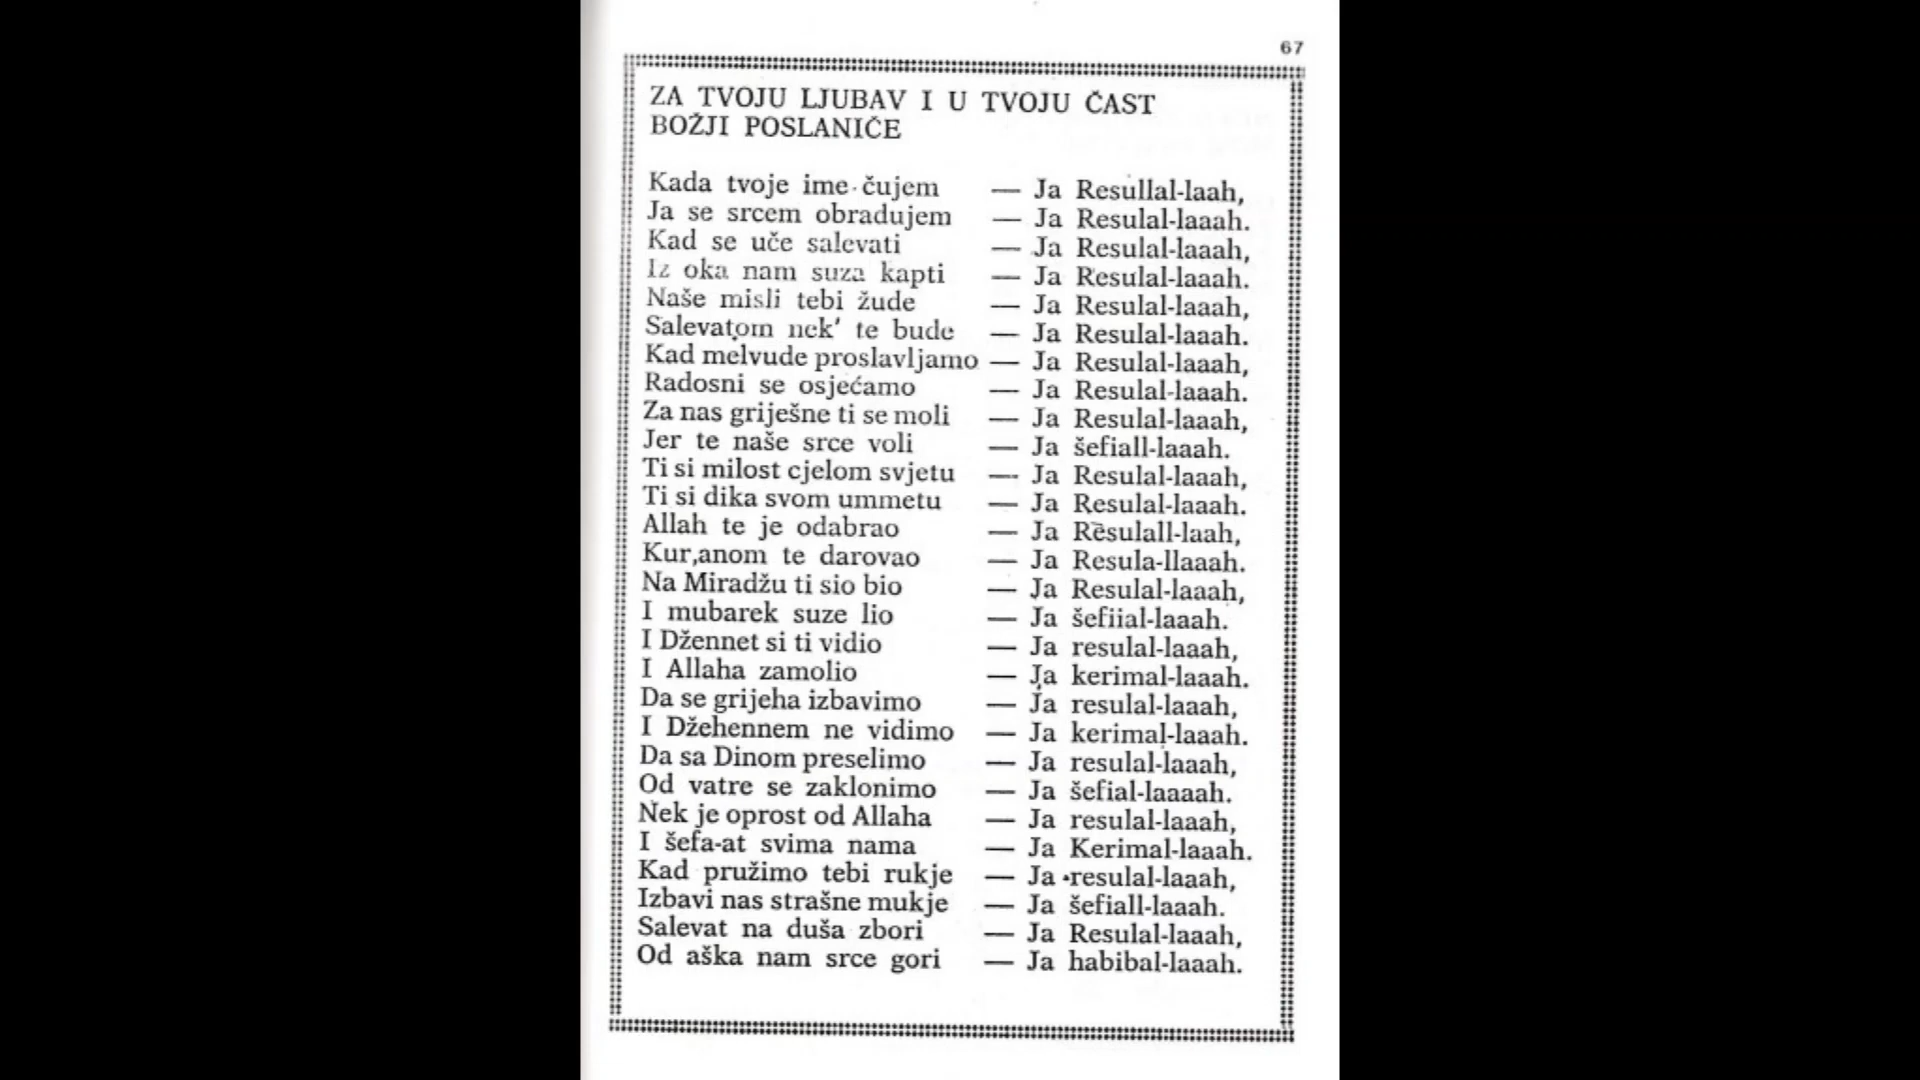 67
ZA TVOJU LJUBAV I U TVOJU ČAST
BOŽJI POSLANIČE
Kada tvoje ime čujem — Ja Resullal-laah,
Ja se srcem obradujem — Ja Resulal-laaah.
Kad se uče salevati — Ja Resulal-laaah,
Iz oka nam suza kapti — Ja Resulal-laaah.
Naše misli tebi žude — Ja Resulal-laaah,
Salevatom nek' te bude — Ja Resulal-laaah.
Kad melvude proslavljamo — Ja Resulal-laaah,
Radosni se osjećamo — Ja Resulal-laaah.
Za nas griješne ti se moli — Ja Resulal-laaah,
Jer te naše srce voli — Ja šefiall-laaah.
Ti si milost cjelom svjetu — Ja Resulal-laaah,
Ti si dika svom ummetu — Ja Resulal-laaah.
Allah te je odabrao — Ja Resulall-laah,
Kur,anom te darovao — Ja Resula-llaaah.
Na Miradžu ti sio bio — Ja Resulal-laaah,
I mubarek suze lio — Ja šefiial-laaah.
I Džennet si ti vidio — Ja resulal-laaah,
I Allaha zamolio — Ja kerimal-laaah.
Da se grijeha izbavimo — Ja resulal-laaah,
I Džehennem ne vidimo — Ja kerimal-laaah.
Da sa Dinom preselimo — Ja resulal-laaah,
Od vatre se zaklonimo — Ja šefial-laaaah.
Nek je oprost od Allaha — Ja resulal-laaah,
I šefa-at svima nama — Ja Kerimal-laaah.
Kad pružimo tebi rukje — Ja resulal-laaah,
Izbavi nas strašne mukje — Ja šefiall-laaah.
Salevat na duša zbori — Ja Resulal-laaah,
Od aška nam srce gori — Ja habibal-laaah.